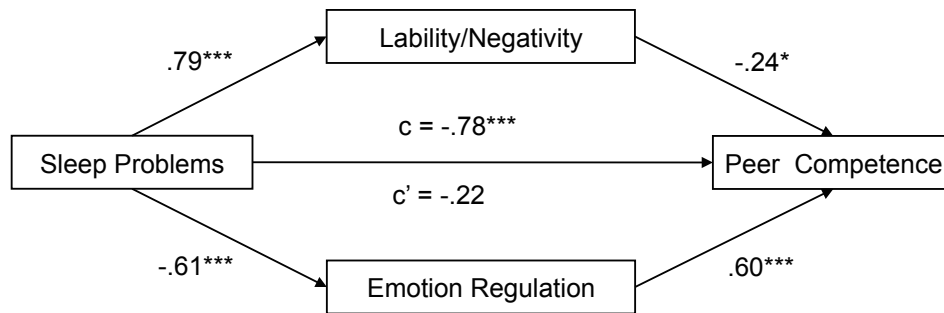 Lability/Negativity
.79***
-.24*
c = -.78***
Sleep Problems
Peer  Competence
c’ = -.22
-.61***
.60***
Emotion Regulation